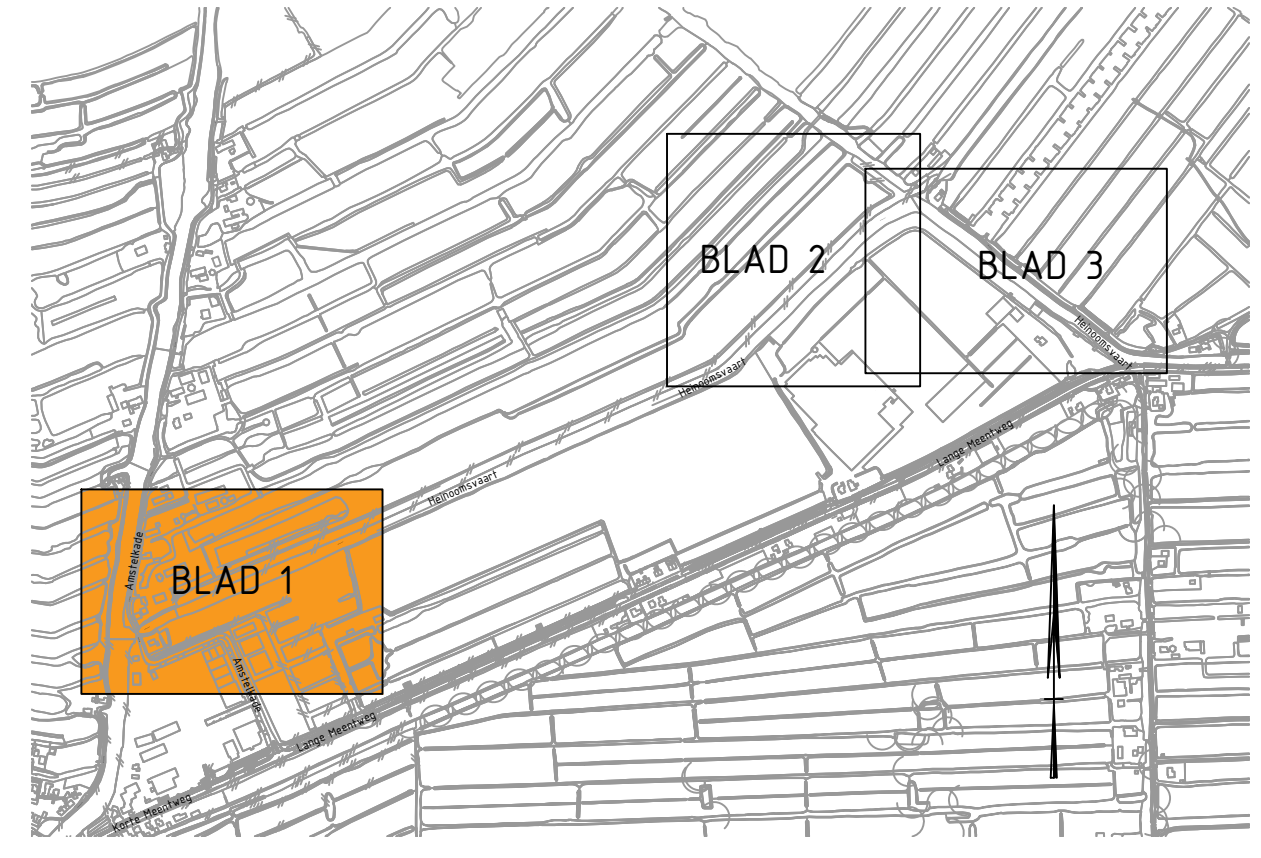 BLAD 2
BLAD 3
Heinoomsvaart
Heinoomsvaart
Lange Meentweg
Heinoomsvaart
Amstelkade
BLAD 1
Amstelkade
Lange Meentweg
Korte Meentweg